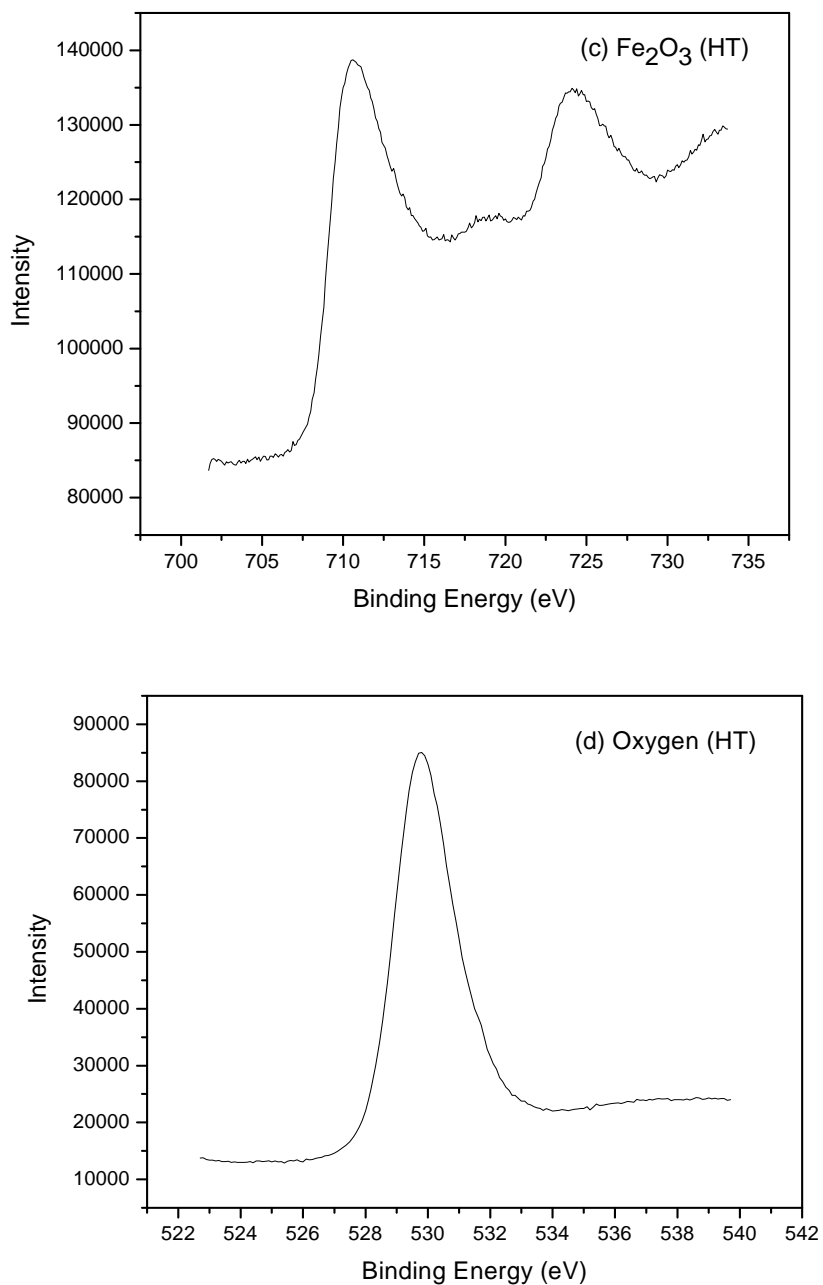 (c) Fe2O3 (HT)
140000
130000
120000
110000
100000
90000
80000
Intensity
700 705 710 715 720 725 730 735
Binding Energy (eV)
(d) Oxygen (HT)
90000
80000
70000
60000
50000
40000
30000
20000
10000
Intensity
522 524 526 528 530 532 534 536 538 540 542
Binding Energy (eV)